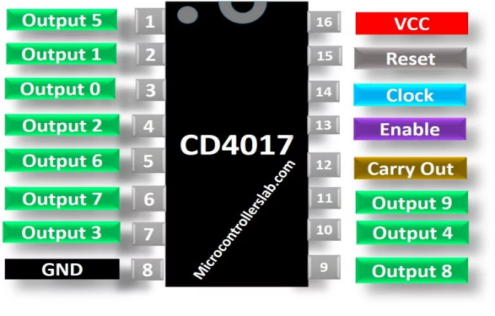 Output 5 1 16 VCC
Output 1 2 15 Reset
Output 0 3 14 Clock
Output 2 4 13 Enable
CD4017
Output 6 5 12 Carry Out
Output 7 6 11 Output 9
Output 3 7 10 Output 4
GND 8 9 Output 8
Microcontrollerslab.com